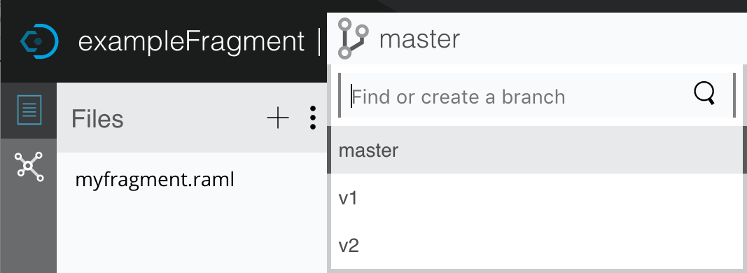 exampleFragment |
master
Find or create a branch
Files
master
myfragment.raml
v1
v2